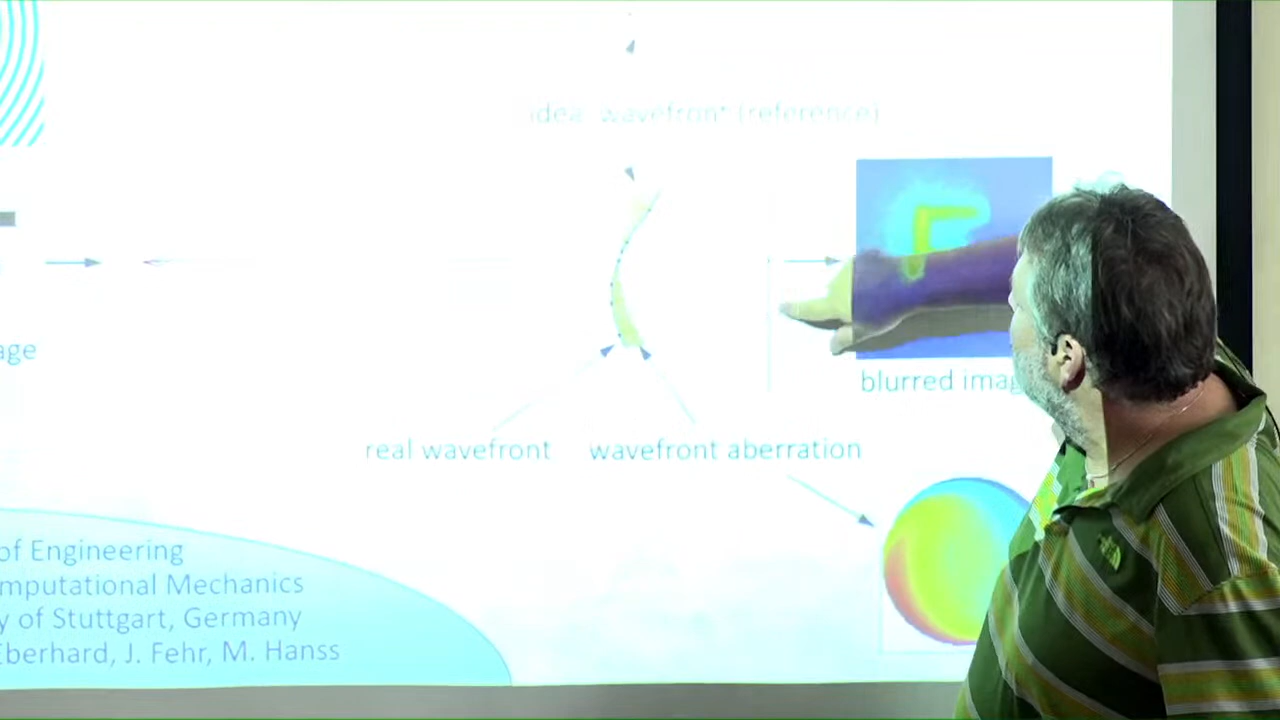 ideal wavefront (reference)
age
blurred imag
real wavefront wavefront aberration
of Engineering
mputational Mechanics
y of Stuttgart, Germany
Eberhard, J. Fehr, M. Hanss